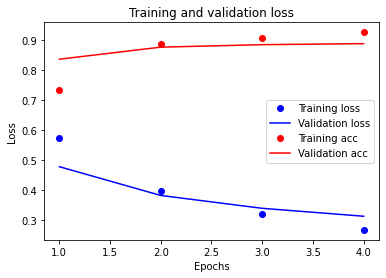 Training and validation loss
Loss
0.9
0.8
0.7
0.6
0.5
0.4
0.3
Training loss
Validation loss
Training acc
Validation acc
1.0 1.5 2.0 2.5 3.0 3.5 4.0
Epochs